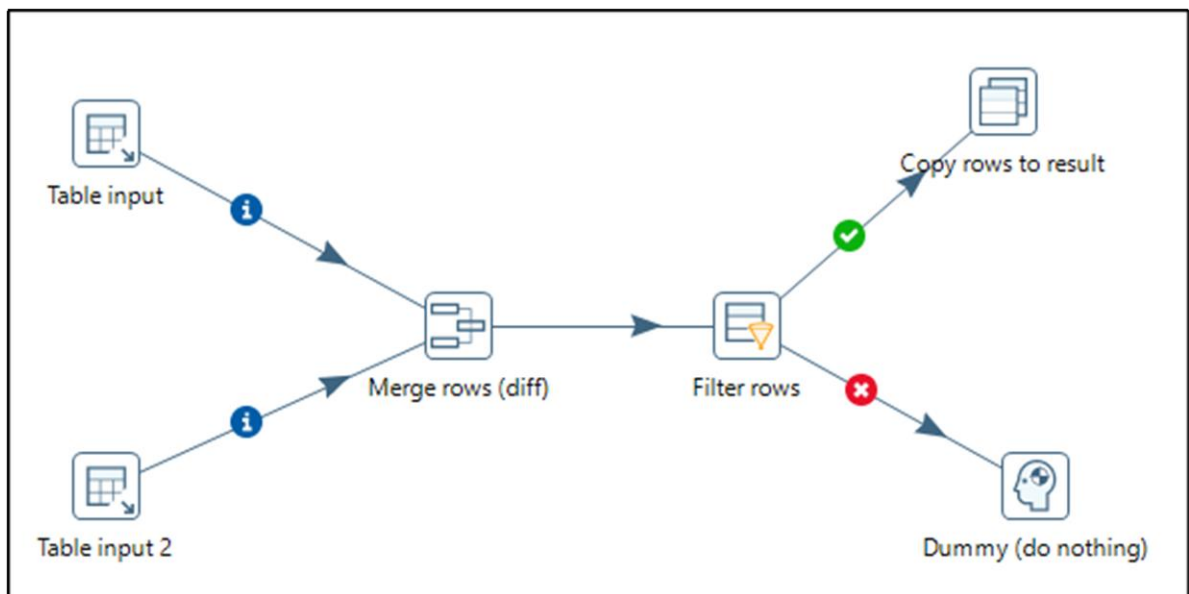 Table input
Copy rows to result
Merge rows (diff)
Filter rows
Table input 2
Dummy (do nothing)